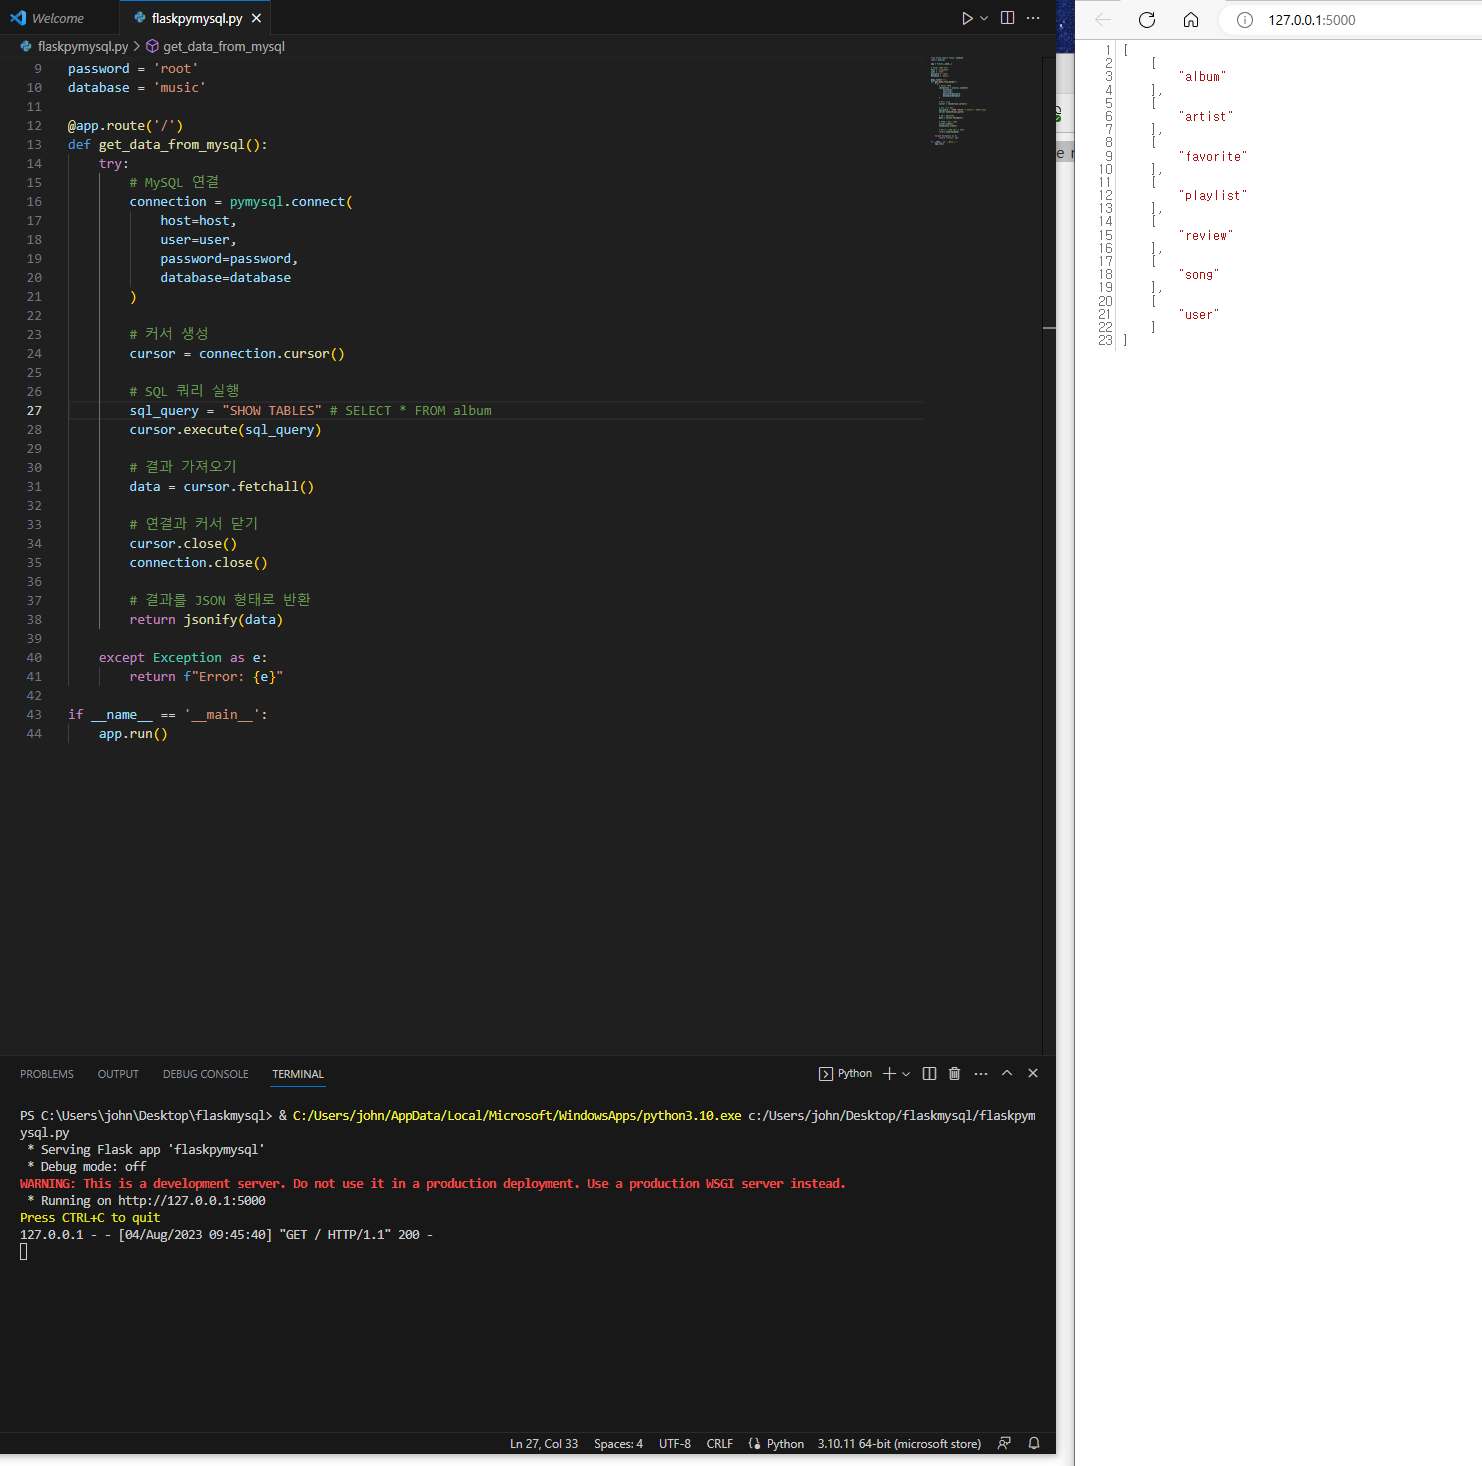 Welcome
flaskpymysql.py
flaskpymysql.py > get_data_from_mysql
9 password = 'root'
10 database = 'music'
11
12 @app.route('/')
13 def get_data_from_mysql():
14 try:
15 # MySQL 연결
16 connection = pymysql.connect(
17 host=host,
18 user=user,
19 password=password,
20 database=database
21 )
22
23 # 커서 생성
24 cursor = connection.cursor()
25
26 # SQL 쿼리 실행
27 sql_query = "SHOW TABLES" # SELECT * FROM album
28 cursor.execute(sql_query)
29
30 # 결과 가져오기
31 data = cursor.fetchall()
32
33 # 연결과 커서 닫기
34 cursor.close()
35 connection.close()
36
37 # 결과를 JSON 형태로 반환
38 return jsonify(data)
39
40 except Exception as e:
41 return f"Error: {e}"
42
43 if __name__ == '__main__':
44 app.run()
PROBLEMS OUTPUT DEBUG CONSOLE TERMINAL
Python
PS C:\Users\john\Desktop\flaskmysql> & C:/Users/john/AppData/Local/Microsoft/WindowsApps/python3.10.exe c:/Users/john/Desktop/flaskmysql/flaskpym
ysql.py
* Serving Flask app 'flaskpymysql'
* Debug mode: off
WARNING: This is a development server. Do not use it in a production deployment. Use a production WSGI server instead.
* Running on http://127.0.0.1:5000
Press CTRL+C to quit
127.0.0.1 - - [04/Aug/2023 09:45:40] "GET / HTTP/1.1" 200 -
Ln 27, Col 33 Spaces: 4 UTF-8 CRLF Python 3.10.11 64-bit (microsoft store)
127.0.0.1:5000
1 [
2 [
3 "album"
4 ],
5 [
6 "artist"
7 ],
8 [
9 "favorite"
10 ],
11 [
12 "playlist"
13 ],
14 [
15 "review"
16 ],
17 [
18 "song"
19 ],
20 [
21 "user"
22 ]
23 ]